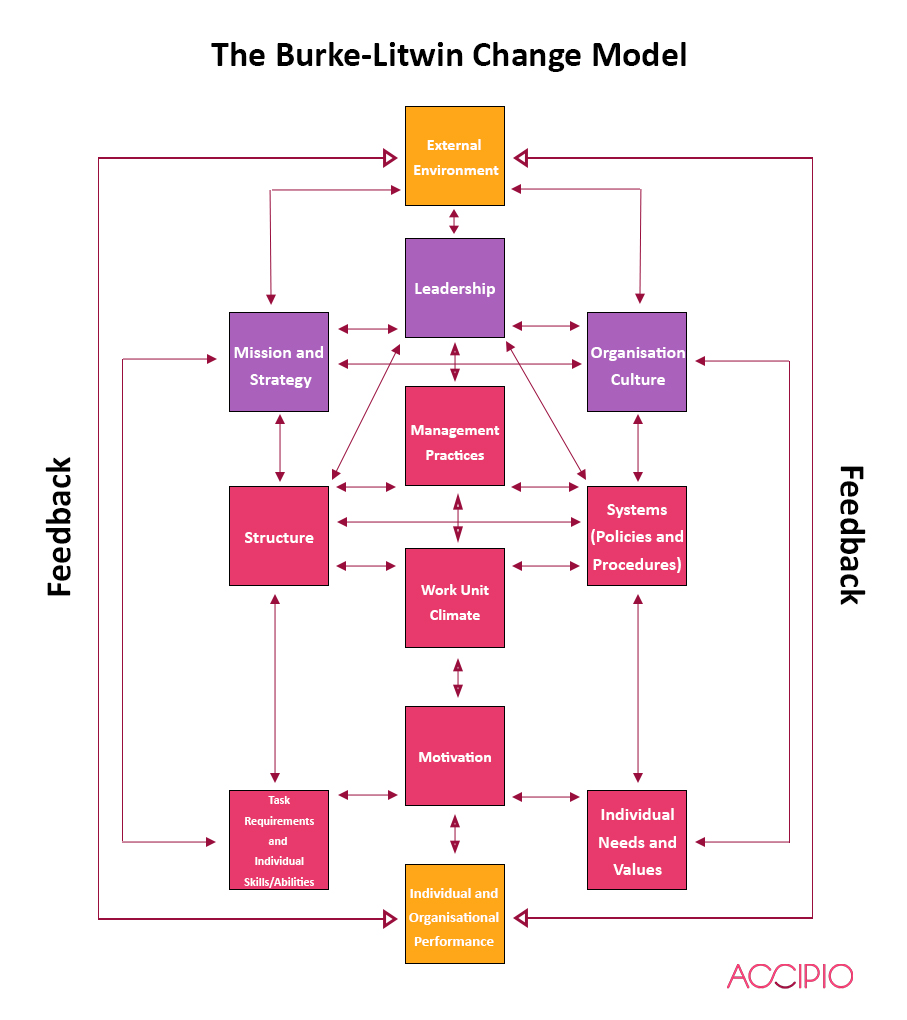 The Burke-Litwin Change Model
External
Environment
Leadership
Mission and
Strategy
Organisation
Culture
Management
Practices
Feedback
Feedback
Structure
Systems
(Policies and
Procedures)
Work Unit
Climate
Motivation
Task
Requirements
and
Individual
Skills/Abilities
Individual
Needs and
Values
Individual and
Organisational
Performance
ACCIPIO